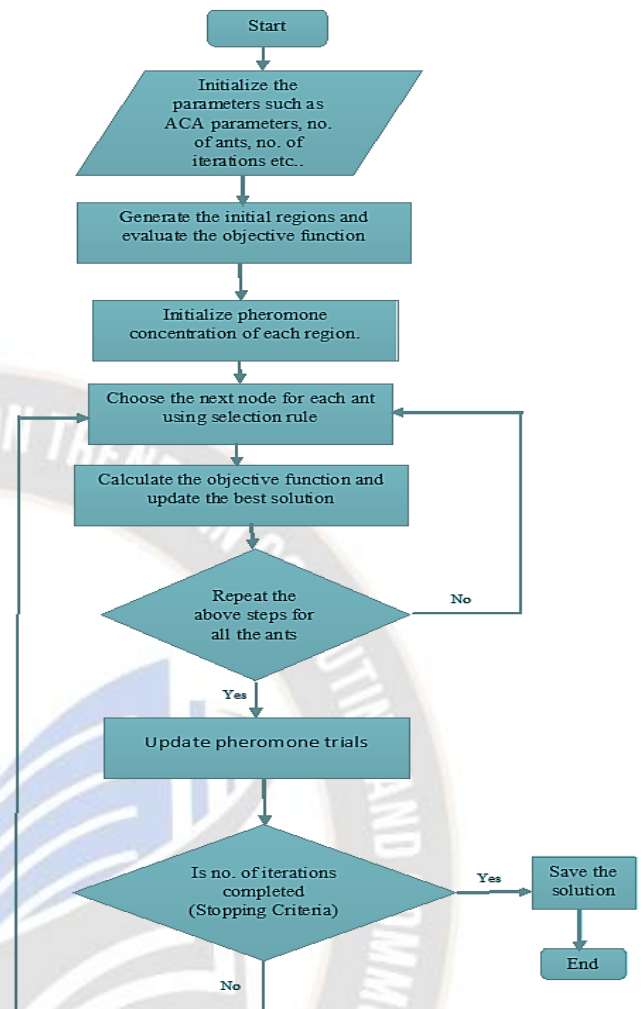 Start
Initialize the
parameters such as
ACA parameters, no.
of ants, no. of
iterations etc..
Generate the initial regions and
evaluate the objective function
Initialize pheromone
concentration of each region.
Choose the next node for each ant
using selection rule
Calculate the objective function and
update the best solution
Repeat the
above steps for
all the ants
No
Yes
Update pheromone trials
Is no. of iterations
completed
(Stopping Criteria)
Yes
Save the
solution
End
No